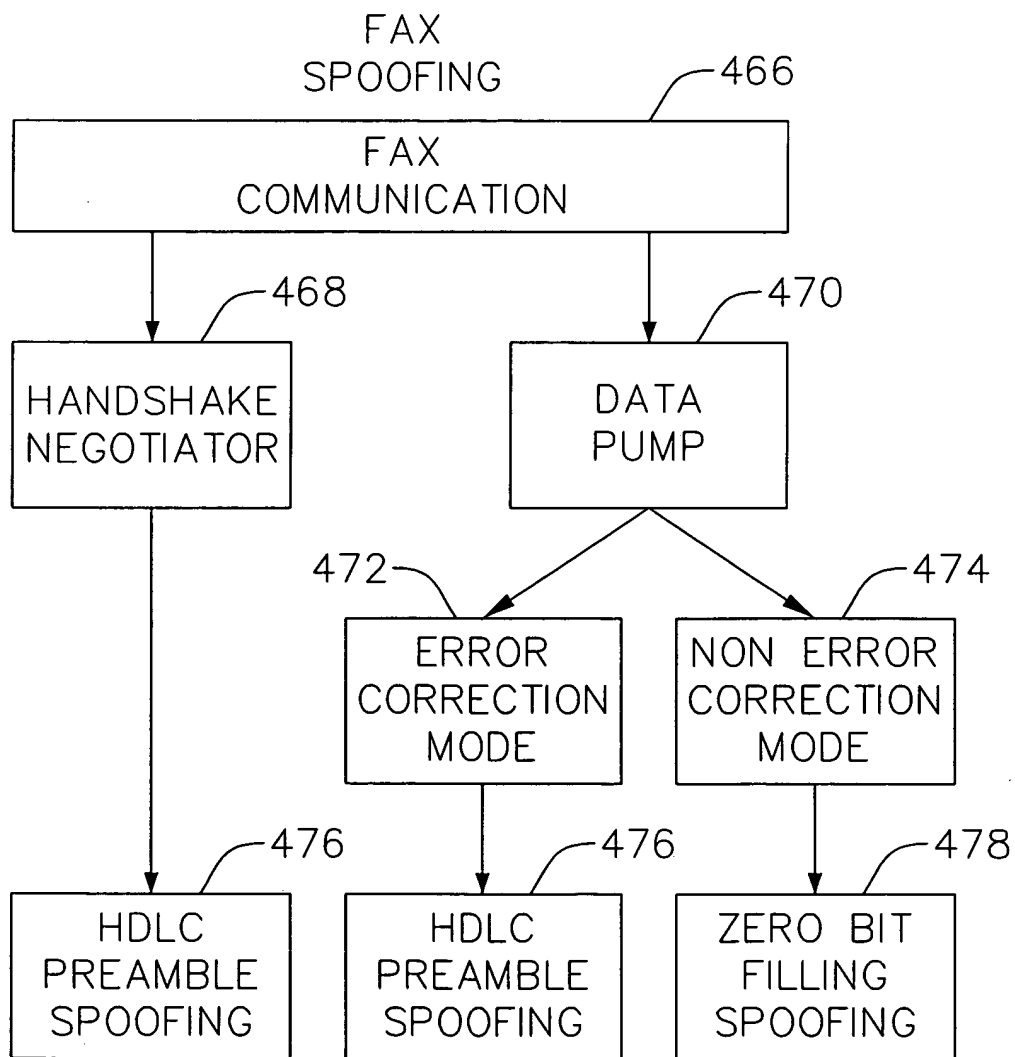 FAX
SPOOFING
466
FAX
COMMUNICATION
468
470
HANDSHAKE
NEGOTIATOR
DATA
PUMP
472
474
ERROR
CORRECTION
MODE
NON ERROR
CORRECTION
MODE
476
476
478
HDLC
PREAMBLE
SPOOFING
HDLC
PREAMBLE
SPOOFING
ZERO BIT
FILLING
SPOOFING